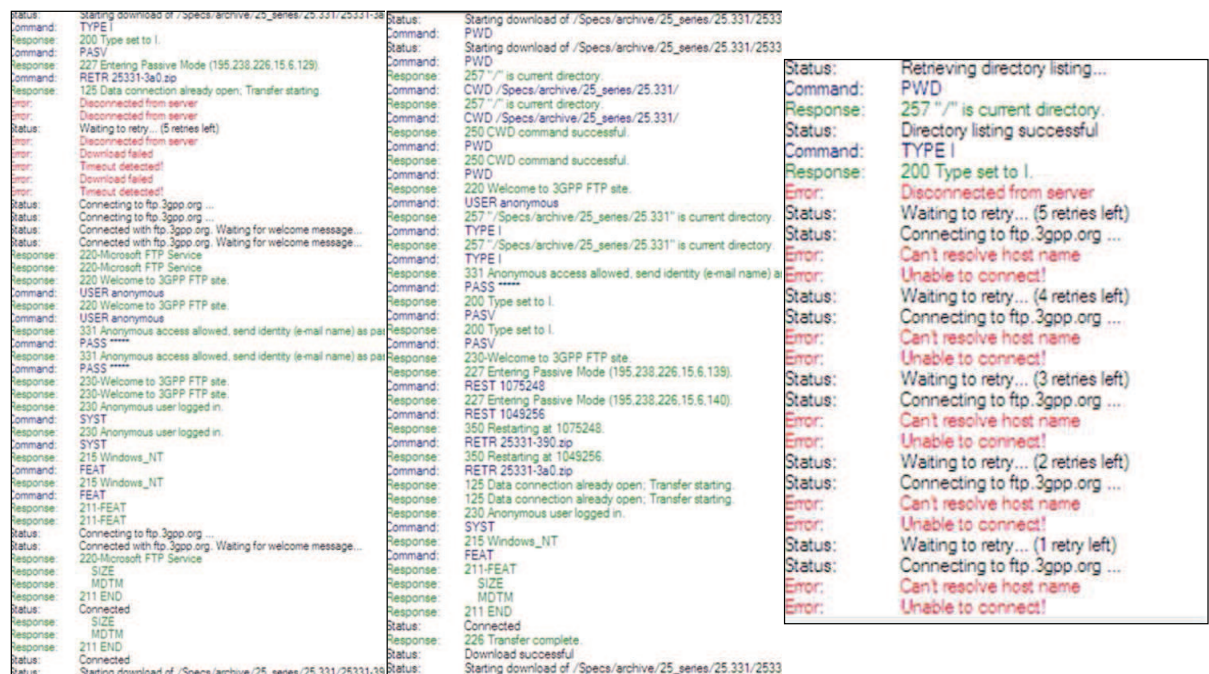 Status: Starting download of /Specs/archive/25_series/25.331/25331-3a
Command: TYPE I
Response: 200 Type set to I.
Command: PASV
Response: 227 Entering Passive Mode (195,238,226,15,6,129).
Command: RETR 25331-3a0.zip
Response: 125 Data connection already open; Transfer starting.
Error: Disconnected from server
Error: Disconnected from server
Status: Waiting to retry... (5 retries left)
Error: Disconnected from server
Error: Download failed
Error: Timeout detected!
Error: Download failed
Error: Timeout detected!
Status: Connecting to ftp.3gpp.org ...
Status: Connecting to ftp.3gpp.org ...
Status: Connected with ftp.3gpp.org. Waiting for welcome message...
Status: Connected with ftp.3gpp.org. Waiting for welcome message...
Response: 220-Microsoft FTP Service
Response: 220-Microsoft FTP Service
Response: 220 Welcome to 3GPP FTP site.
Command: USER anonymous
Response: 220 Welcome to 3GPP FTP site.
Command: USER anonymous
Response: 331 Anonymous access allowed, send identity (e-mail name) as pas
Command: PASS *****
Response: 331 Anonymous access allowed, send identity (e-mail name) as pas
Command: PASS *****
Response: 230-Welcome to 3GPP FTP site.
Response: 230-Welcome to 3GPP FTP site.
Response: 230 Anonymous user logged in.
Command: SYST
Response: 230 Anonymous user logged in.
Command: SYST
Response: 215 Windows_NT
Command: FEAT
Response: 215 Windows_NT
Command: FEAT
Response: 211-FEAT
Response: 211-FEAT
Status: Connecting to ftp.3gpp.org ...
Status: Connected with ftp.3gpp.org. Waiting for welcome message...
Response: 220-Microsoft FTP Service
Response: SIZE
Response: MDTM
Response: 211 END
Status: Connected
Response: SIZE
Response: MDTM
Response: 211 END
Status: Connected
Status: Starting download of /Specs/archive/25_series/25.331/25331-39
Status: Starting download of /Specs/archive/25_series/25.331/2533
Command: PWD
Status: Starting download of /Specs/archive/25_series/25.331/2533
Command: PWD
Response: 257 "/" is current directory.
Command: CWD /Specs/archive/25_series/25.331/
Response: 257 "/" is current directory.
Command: CWD /Specs/archive/25_series/25.331/
Response: 250 CWD command successful.
Command: PWD
Response: 250 CWD command successful.
Command: PWD
Response: 220 Welcome to 3GPP FTP site.
Command: USER anonymous
Response: 257 "/Specs/archive/25_series/25.331" is current directory.
Command: TYPE I
Response: 257 "/Specs/archive/25_series/25.331" is current directory.
Command: TYPE I
Response: 331 Anonymous access allowed, send identity (e-mail name) a
Command: PASS *****
Response: 200 Type set to I.
Command: PASV
Response: 200 Type set to I.
Command: PASV
Response: 230-Welcome to 3GPP FTP site.
Response: 227 Entering Passive Mode (195,238,226,15,6,139).
Command: REST 1075248
Response: 227 Entering Passive Mode (195,238,226,15,6,140).
Command: REST 1049256
Response: 350 Restarting at 1075248.
Command: RETR 25331-390.zip
Response: 350 Restarting at 1049256.
Command: RETR 25331-3a0.zip
Response: 125 Data connection already open; Transfer starting.
Response: 125 Data connection already open; Transfer starting.
Response: 230 Anonymous user logged in.
Command: SYST
Response: 215 Windows_NT
Command: FEAT
Response: 211-FEAT
Response: SIZE
Response: MDTM
Response: 211 END
Status: Connected
Response: 226 Transfer complete.
Status: Download successful
Status: Starting download of /Specs/archive/25_series/25.331/2533
Status: Retrieving directory listing...
Command: PWD
Response: 257 "/" is current directory.
Status: Directory listing successful
Command: TYPE I
Response: 200 Type set to I.
Error: Disconnected from server
Status: Waiting to retry... (5 retries left)
Status: Connecting to ftp.3gpp.org ...
Error: Can't resolve host name
Error: Unable to connect!
Status: Waiting to retry... (4 retries left)
Status: Connecting to ftp.3gpp.org ...
Error: Can't resolve host name
Error: Unable to connect!
Status: Waiting to retry... (3 retries left)
Status: Connecting to ftp.3gpp.org ...
Error: Can't resolve host name
Error: Unable to connect!
Status: Waiting to retry... (2 retries left)
Status: Connecting to ftp.3gpp.org ...
Error: Can't resolve host name
Error: Unable to connect!
Status: Waiting to retry... (1 retry left)
Status: Connecting to ftp.3gpp.org ...
Error: Can't resolve host name
Error: Unable to connect!